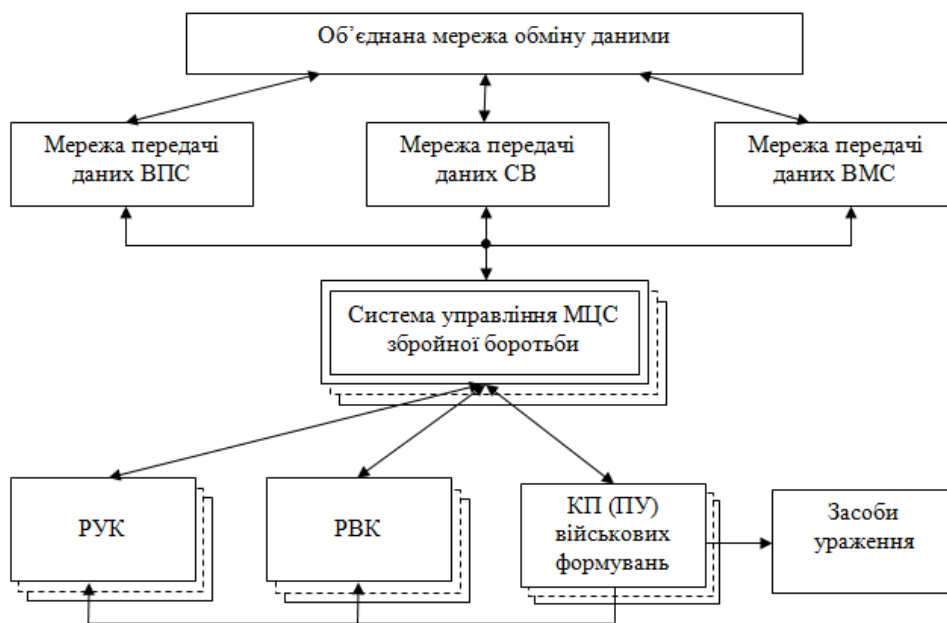 Об’єднана мережа обміну даними
Мережа передачі
даних ВПС
Мережа передачі
даних СВ
Мережа передачі
даних ВМС
Система управління МЦС
збройної боротьби
РУК
РВК
КП (ПУ)
військових
формувань
Засоби
ураження